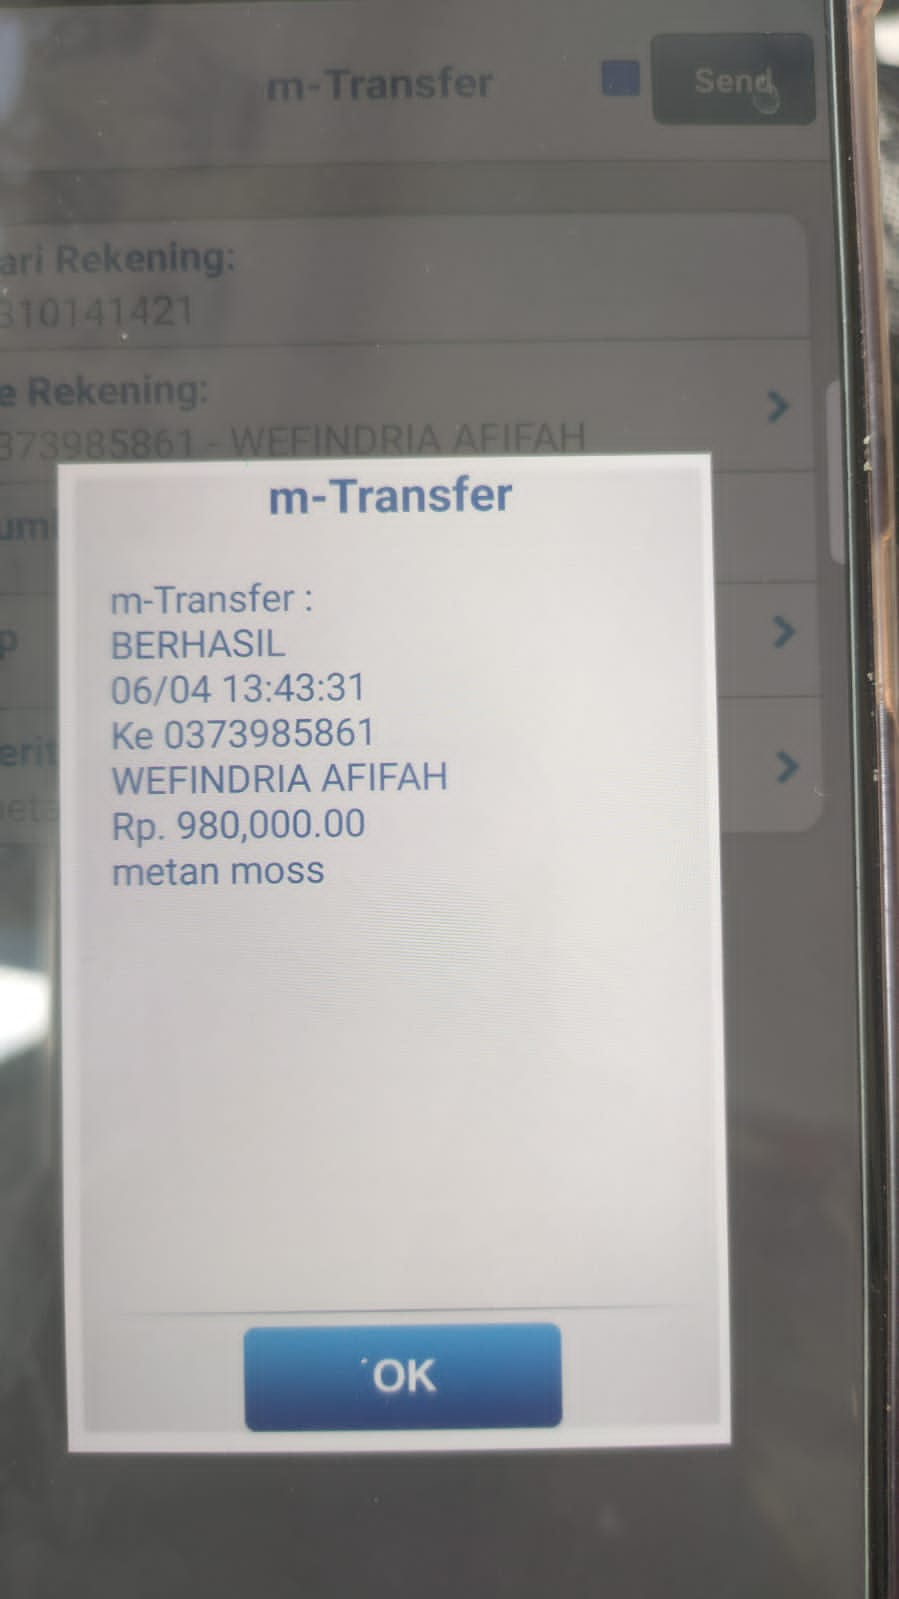 m-Transfer
Send
ari Rekening:
310141421
e Rekening:
373985861 - WEFINDRIA AFIFAH
m-Transfer
m-Transfer :
BERHASIL
06/04 13:43:31
Ke 0373985861
WEFINDRIA AFIFAH
Rp. 980,000.00
metan moss
OK